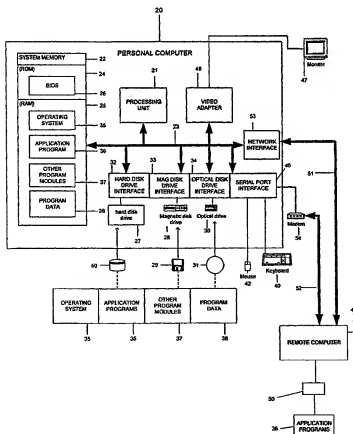 20
PERSONAL COMPUTER
SYSTEM MEMORY
22
(ROM)
24
BIOS
26
(RAM)
25
OPERATING SYSTEM
35
APPLICATION PROGRAM
36
OTHER PROGRAM MODULES
37
PROGRAM DATA
38
21
PROCESSING UNIT
48
VIDEO ADAPTER
47
Monitor
23
53
NETWORK INTERFACE
32
HARD DISK DRIVE INTERFACE
33
MAG DISK DRIVE INTERFACE
34
OPTICAL DISK DRIVE INTERFACE
46
SERIAL PORT INTERFACE
hard disk drive
27
Magnetic disk drive
28
Optical drive
30
60
29
31
Mouse
42
Keyboard
40
Modem
54
51
52
OPERATING SYSTEM
35
APPLICATION PROGRAMS
36
OTHER PROGRAM MODULES
37
PROGRAM DATA
38
REMOTE COMPUTER
50
APPLICATION PROGRAMS
36